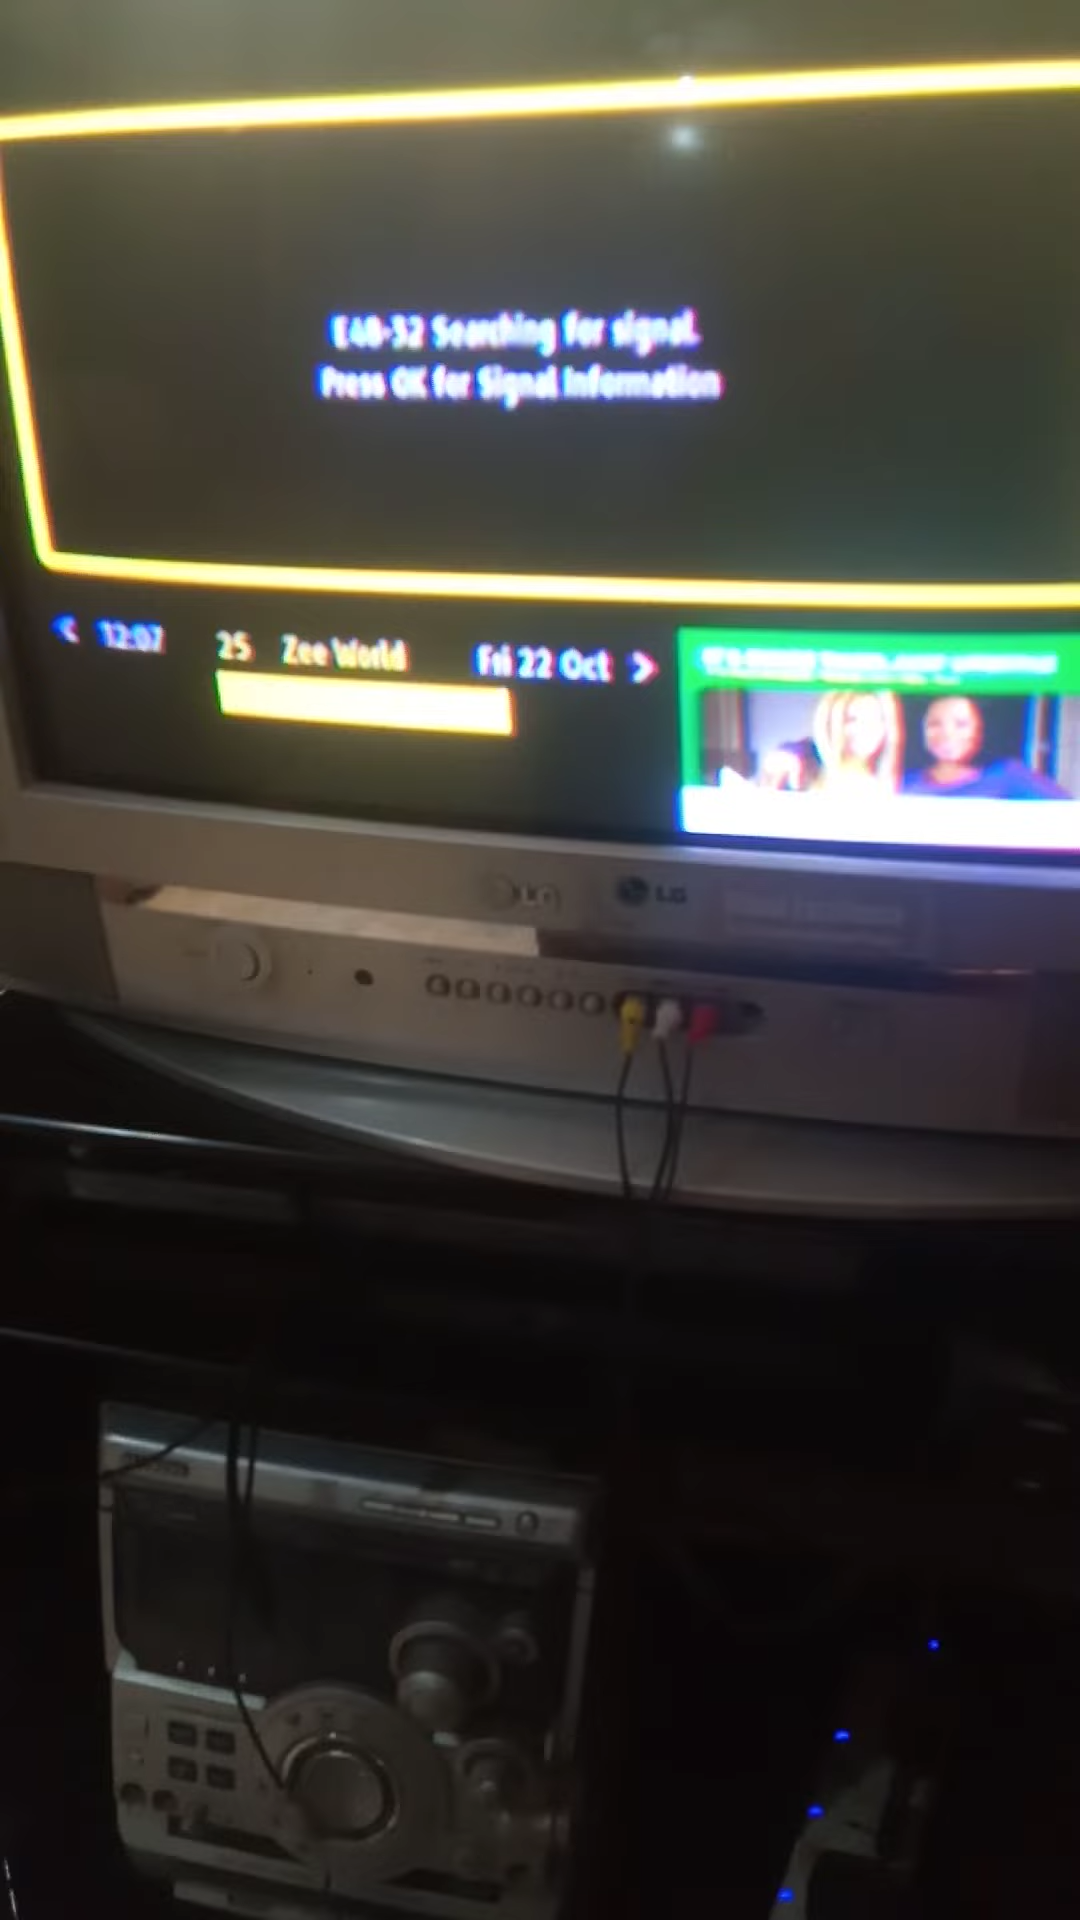 E48-32 Searching for signal.
Press OK for Signal Information
12:07
25 Zee World
Fri 22 Oct
LG